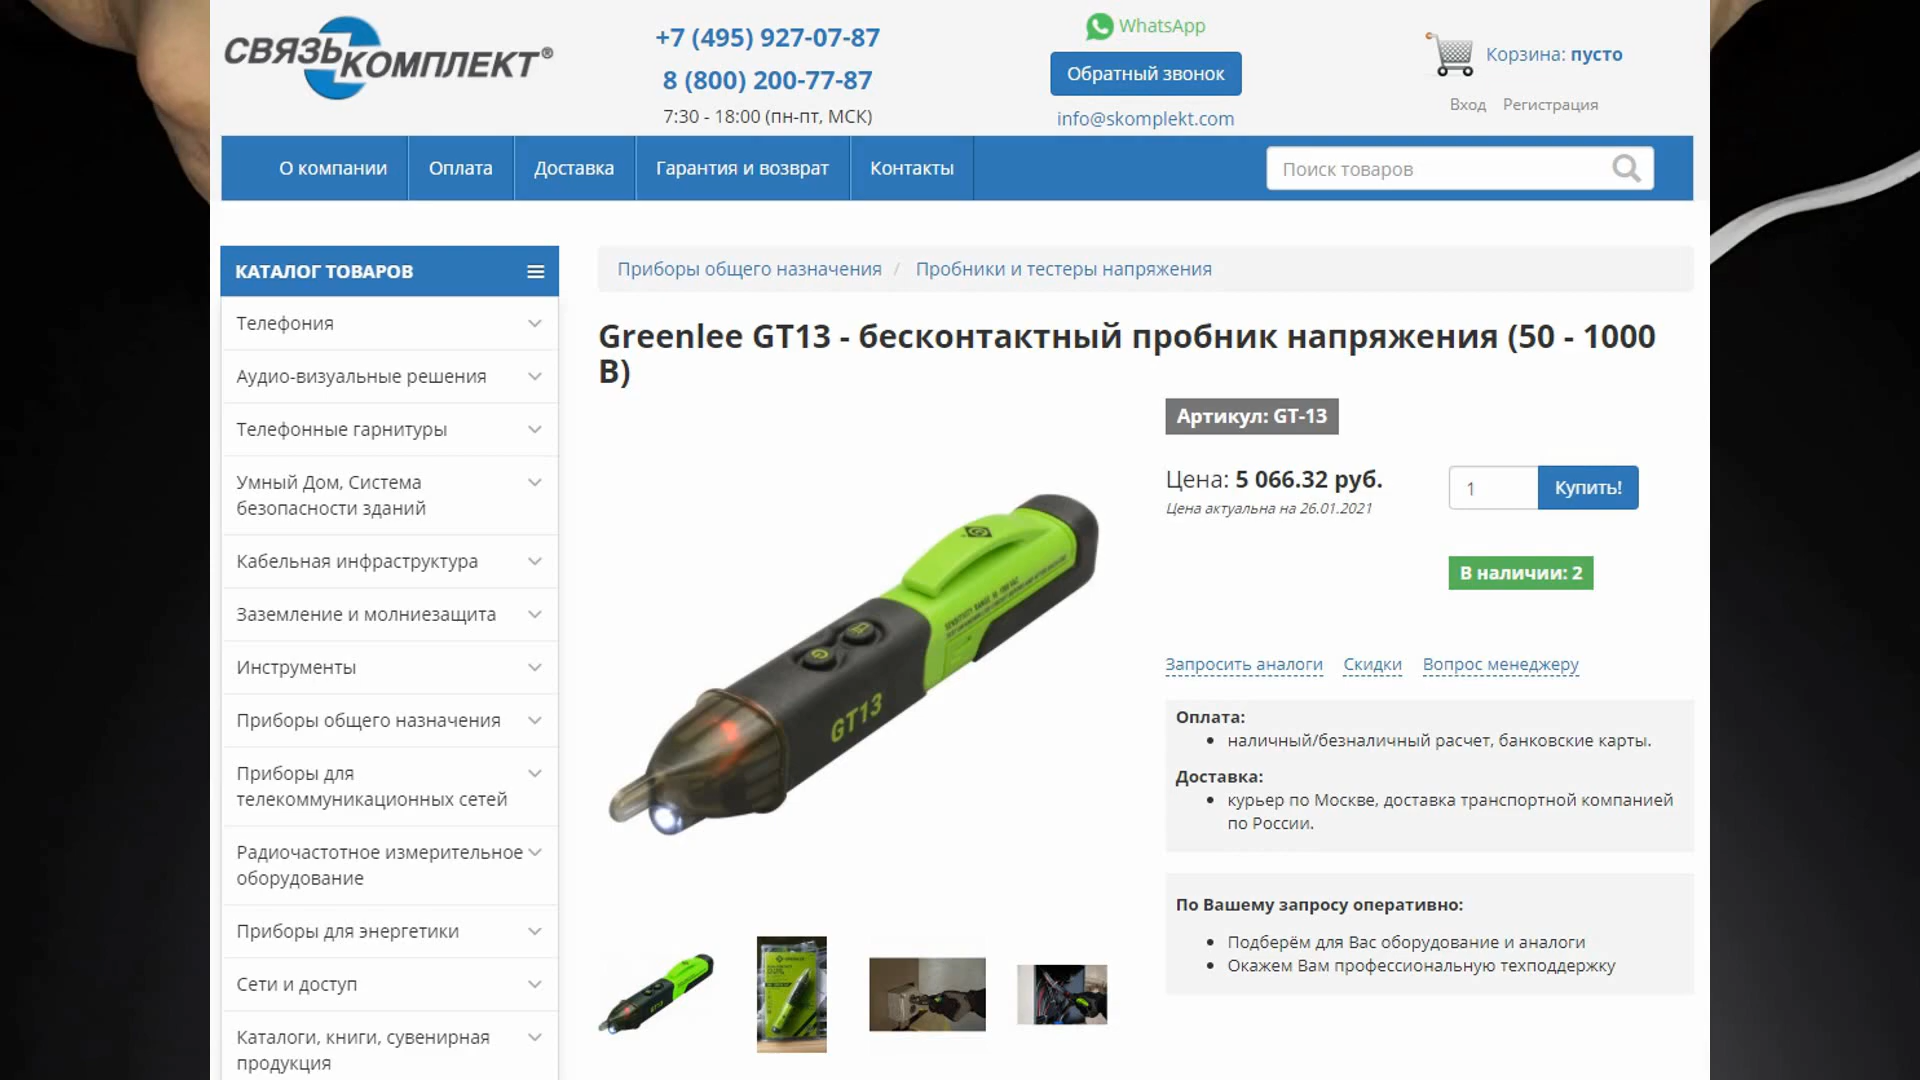 СВЯЗЬКОМПЛЕКТ®
+7 (495) 927-07-87
8 (800) 200-77-87
7:30 - 18:00 (пн-пт, МСК)
WhatsApp
Обратный звонок
info@skomplekt.com
Корзина: пусто
Вход Регистрация
О компании Оплата Доставка Гарантия и возврат Контакты
Поиск товаров
КАТАЛОГ ТОВАРОВ
Телефония
Аудио-визуальные решения
Телефонные гарнитуры
Умный Дом, Система
безопасности зданий
Кабельная инфраструктура
Заземление и молниезащита
Инструменты
Приборы общего назначения
Приборы для
телекоммуникационных сетей
Радиочастотное измерительное
оборудование
Приборы для энергетики
Сети и доступ
Каталоги, книги, сувенирная
продукция
Приборы общего назначения / Пробники и тестеры напряжения
Greenlee GT13 - бесконтактный пробник напряжения (50 - 1000
В)
GT13
Артикул: GT-13
Цена: 5 066.32 руб.
Цена актуальна на 26.01.2021
1
Купить!
В наличии: 2
Запросить аналоги Скидки Вопрос менеджеру
Оплата:
• наличный/безналичный расчет, банковские карты.
Доставка:
• курьер по Москве, доставка транспортной компанией
по России.
По Вашему запросу оперативно:
• Подберём для Вас оборудование и аналоги
• Окажем Вам профессиональную техподдержку